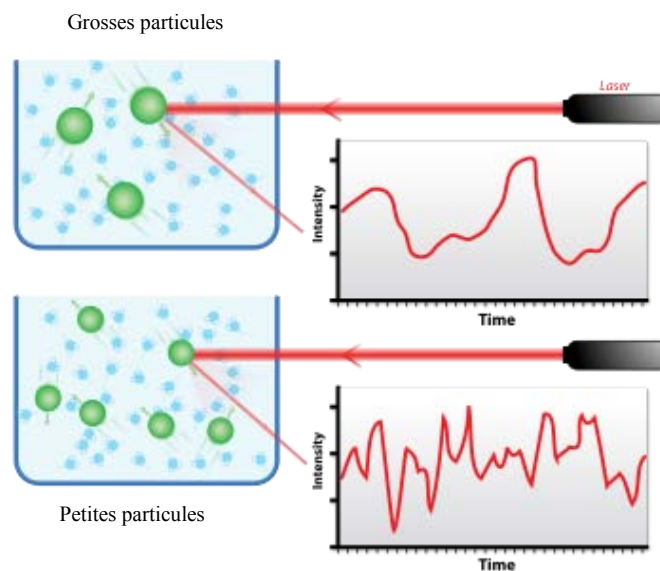 Grosses particules
Laser
Intensity
Time
Intensity
Petites particules
Time